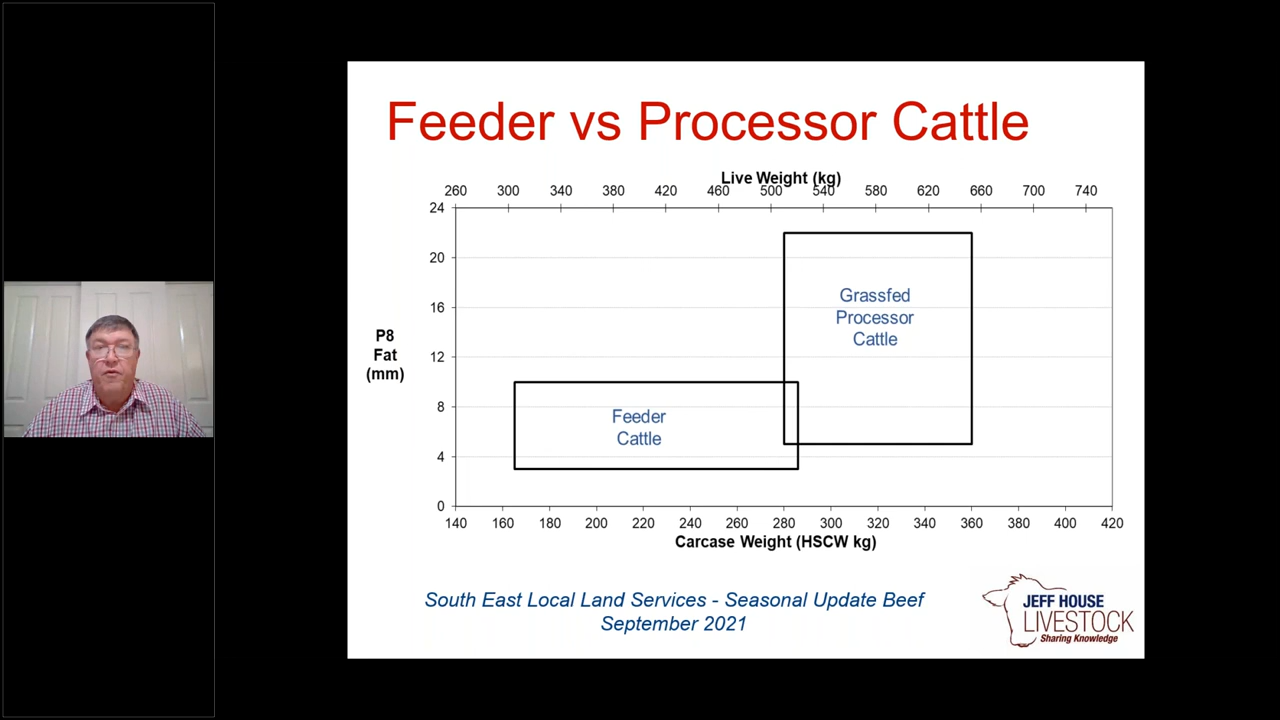 Feeder vs Processor Cattle
Live Weight (kg)
260 300 340 380 420 460 500 540 580 620 660 700 740
24
20
16
12
8
4
0
P8
Fat
(mm)
Grassfed
Processor
Cattle
Feeder
Cattle
140 160 180 200 220 240 260 280 300 320 340 360 380 400 420
Carcase Weight (HSCW kg)
South East Local Land Services - Seasonal Update Beef
September 2021
JEFF HOUSE
LIVESTOCK
Sharing Knowledge